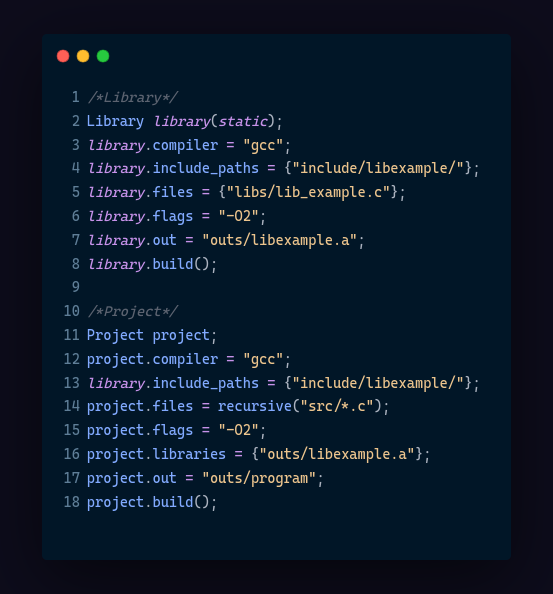 1 /*Library*/
2 Library library(static);
3 library.compiler = "gcc";
4 library.include_paths = {"include/libexample/"};
5 library.files = {"libs/lib_example.c"};
6 library.flags = "-O2";
7 library.out = "outs/libexample.a";
8 library.build();
9
10 /*Project*/
11 Project project;
12 project.compiler = "gcc";
13 library.include_paths = {"include/libexample/"};
14 project.files = recursive("src/*.c");
15 project.flags = "-O2";
16 project.libraries = {"outs/libexample.a"};
17 project.out = "outs/program";
18 project.build();